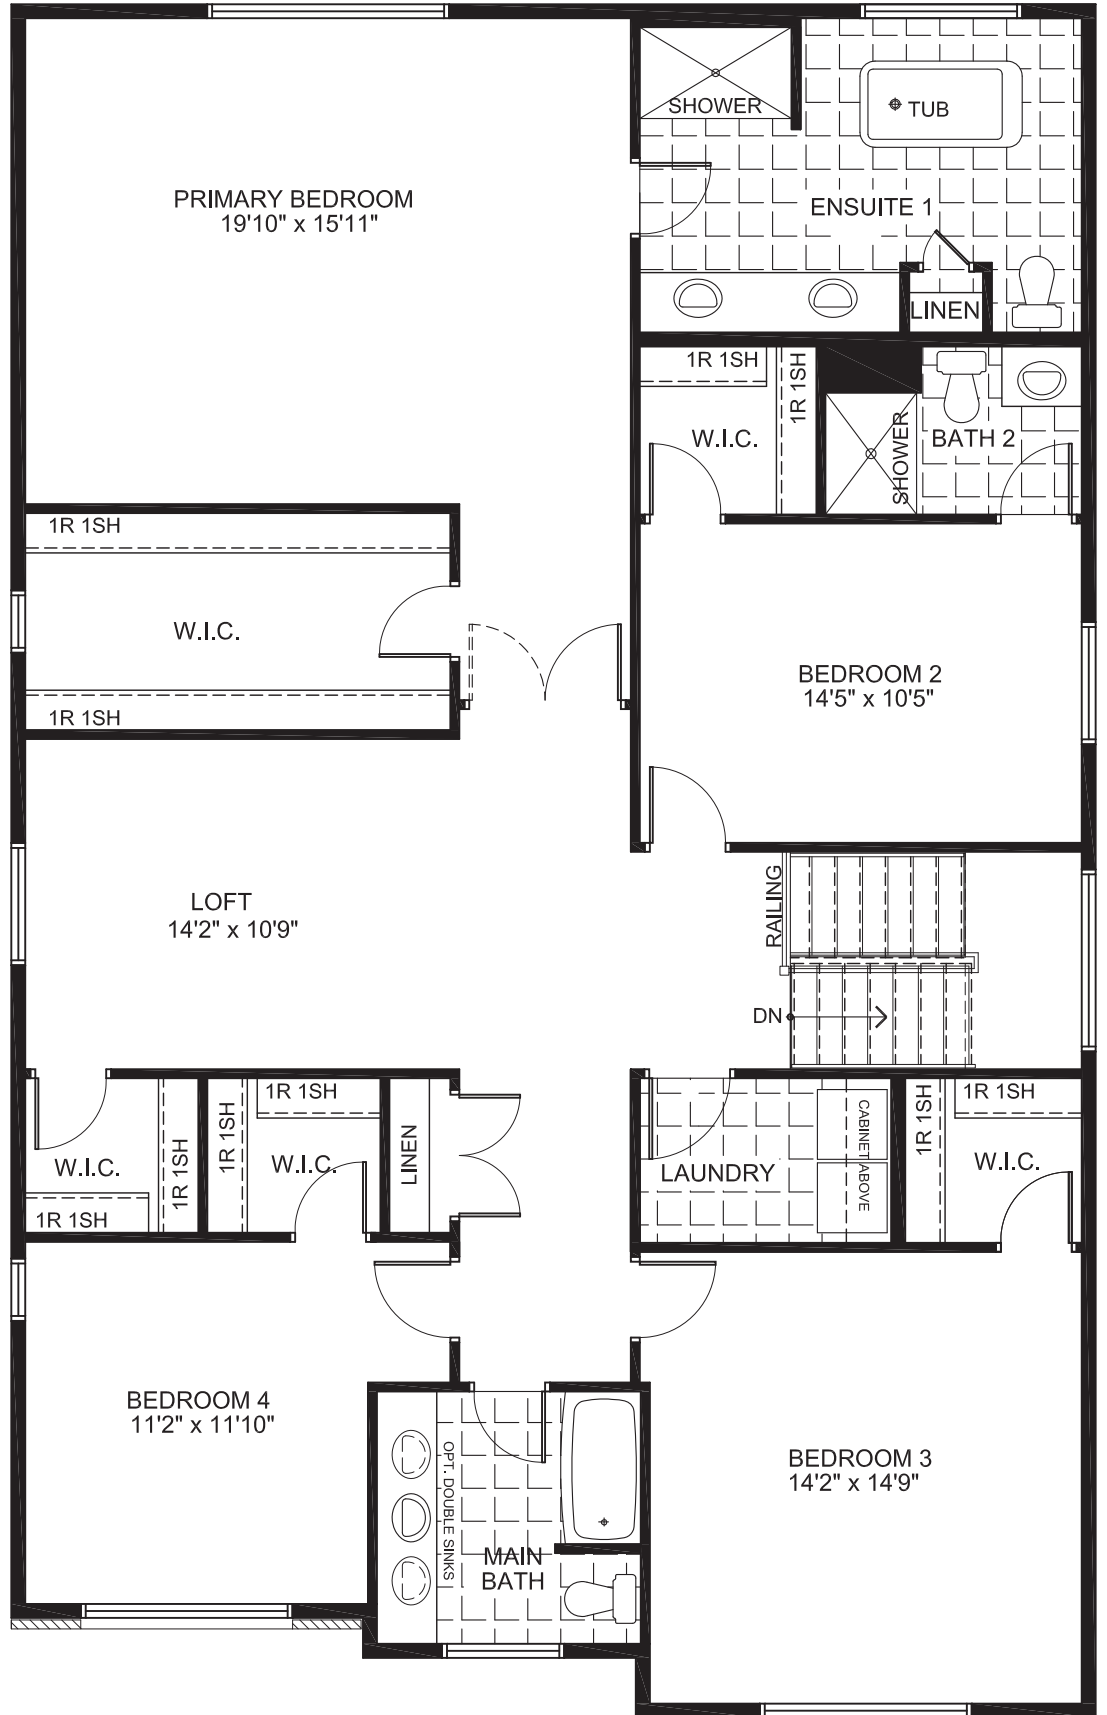 SHOWER
TUB
PRIMARY BEDROOM
19'10" x 15'11"
ENSUITE 1
LINEN
1R 1SH
1R 1SH
W.I.C.
SHOWER
BATH 2
1R 1SH
W.I.C.
1R 1SH
BEDROOM 2
14'5" x 10'5"
LOFT
14'2" x 10'9"
RAILING
DN
W.I.C.
1R 1SH
1R 1SH
1R 1SH
1R 1SH
W.I.C.
LINEN
LAUNDRY
CABINET ABOVE
1R 1SH
1R 1SH
W.I.C.
BEDROOM 4
11'2" x 11'10"
OPT. DOUBLE SINKS
MAIN
BATH
BEDROOM 3
14'2" x 14'9"